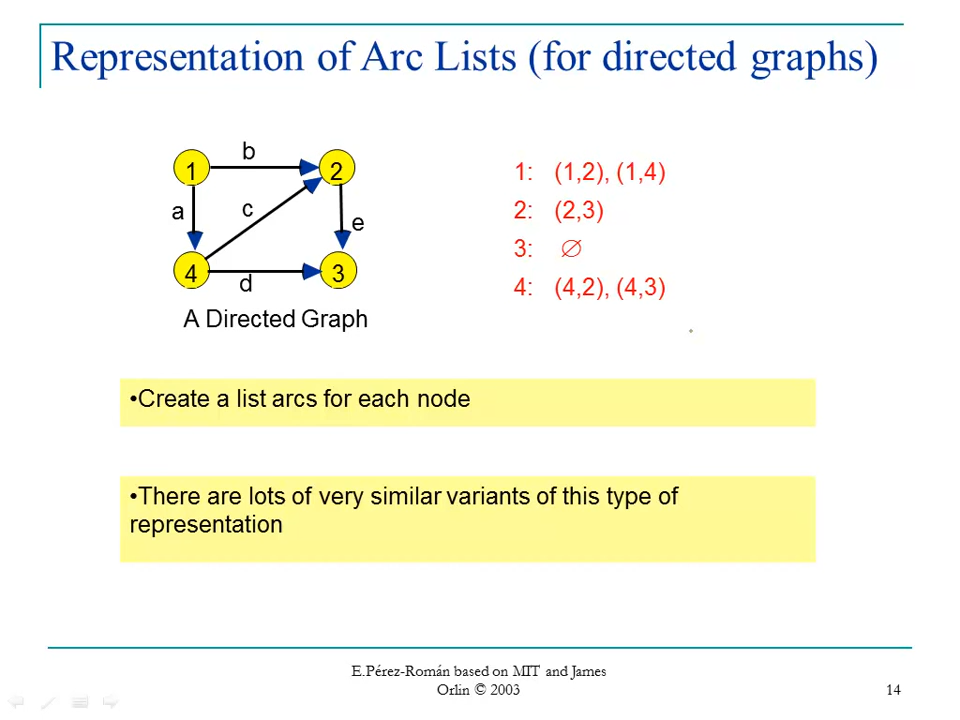 Representation of Arc Lists (for directed graphs)
b
1
2
a
c
e
4
3
d
A Directed Graph
1: (1,2), (1,4)
2: (2,3)
3: ∅
4: (4,2), (4,3)
•Create a list arcs for each node
•There are lots of very similar variants of this type of
representation
E.Pérez-Román based on MIT and James
Orlin © 2003
14